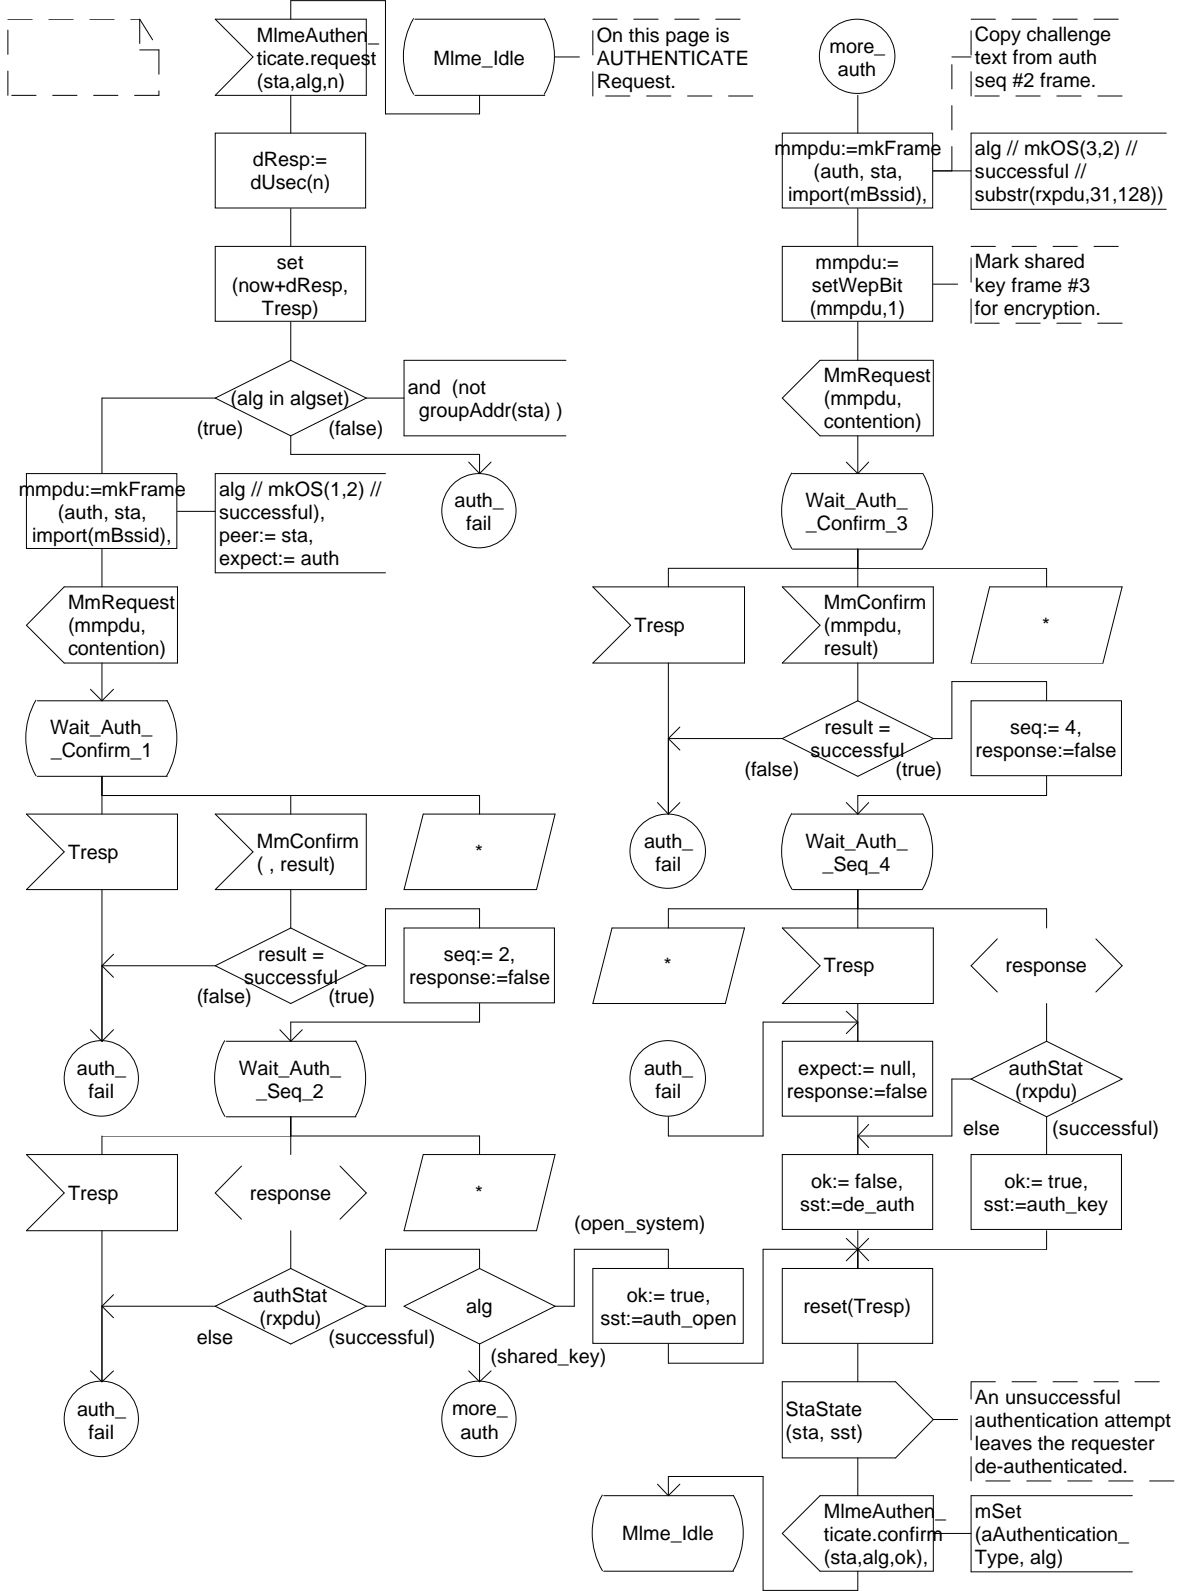 MlmeAuthen_
ticate.request
(sta,alg,n)
Mlme_Idle
On this page is
AUTHENTICATE
Request.
dResp:=
dUsec(n)
set
(now+dResp,
Tresp)
(alg in algset)
(true)
(false)
and (not
groupAddr(sta) )
auth_
fail
mmpdu:=mkFrame
(auth, sta,
import(mBssid),
alg // mkOS(1,2) //
successful),
peer:= sta,
expect:= auth
MmRequest
(mmpdu,
contention)
Wait_Auth_
_Confirm_1
Tresp
MmConfirm
( , result)
*
result =
successful
(false)
(true)
seq:= 2,
response:=false
auth_
fail
Wait_Auth_
_Seq_2
Tresp
response
*
authStat
(rxpdu)
else
(successful)
alg
(open_system)
(shared_key)
ok:= true,
sst:=auth_open
auth_
fail
more_
auth
more_
auth
Copy challenge
text from auth
seq #2 frame.
mmpdu:=mkFrame
(auth, sta,
import(mBssid),
alg // mkOS(3,2) //
successful //
substr(rxpdu,31,128))
mmpdu:=
setWepBit
(mmpdu,1)
Mark shared
key frame #3
for encryption.
MmRequest
(mmpdu,
contention)
Wait_Auth_
_Confirm_3
Tresp
MmConfirm
(mmpdu,
result)
*
result =
successful
(false)
(true)
seq:= 4,
response:=false
auth_
fail
Wait_Auth_
_Seq_4
*
Tresp
response
auth_
fail
expect:= null,
response:=false
authStat
(rxpdu)
else
(successful)
ok:= false,
sst:=de_auth
ok:= true,
sst:=auth_key
reset(Tresp)
StaState
(sta, sst)
An unsuccessful
authentication attempt
leaves the requester
de-authenticated.
Mlme_Idle
MlmeAuthen_
ticate.confirm
(sta,alg,ok),
mSet
(aAuthentication_
Type, alg)